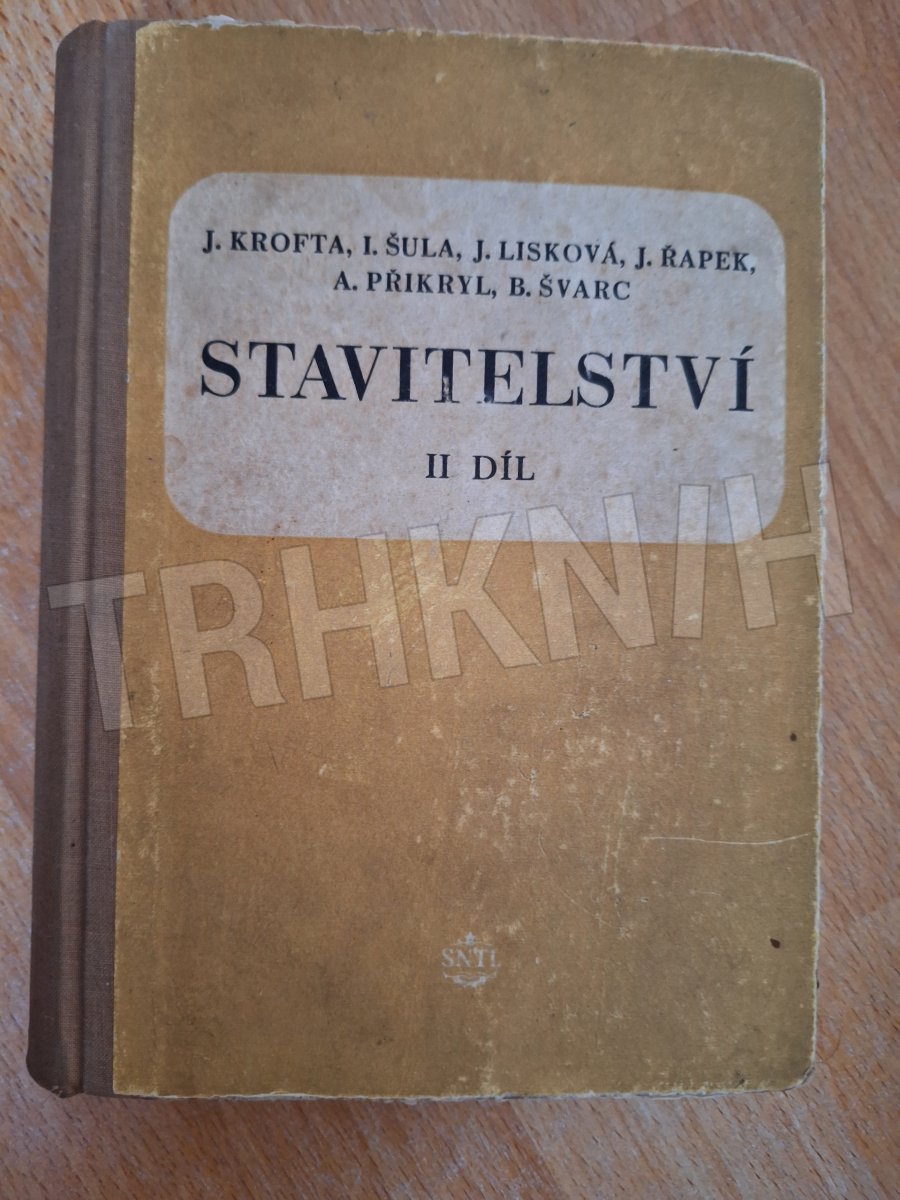 J. KROFTA, I. ŠULA, J. LISKOVÁ, J. ŘAPEK,
A. PŘIKRYL, B. ŠVARC
STAVITELSTVÍ
II DÍL
TRHKNIH
SNTL